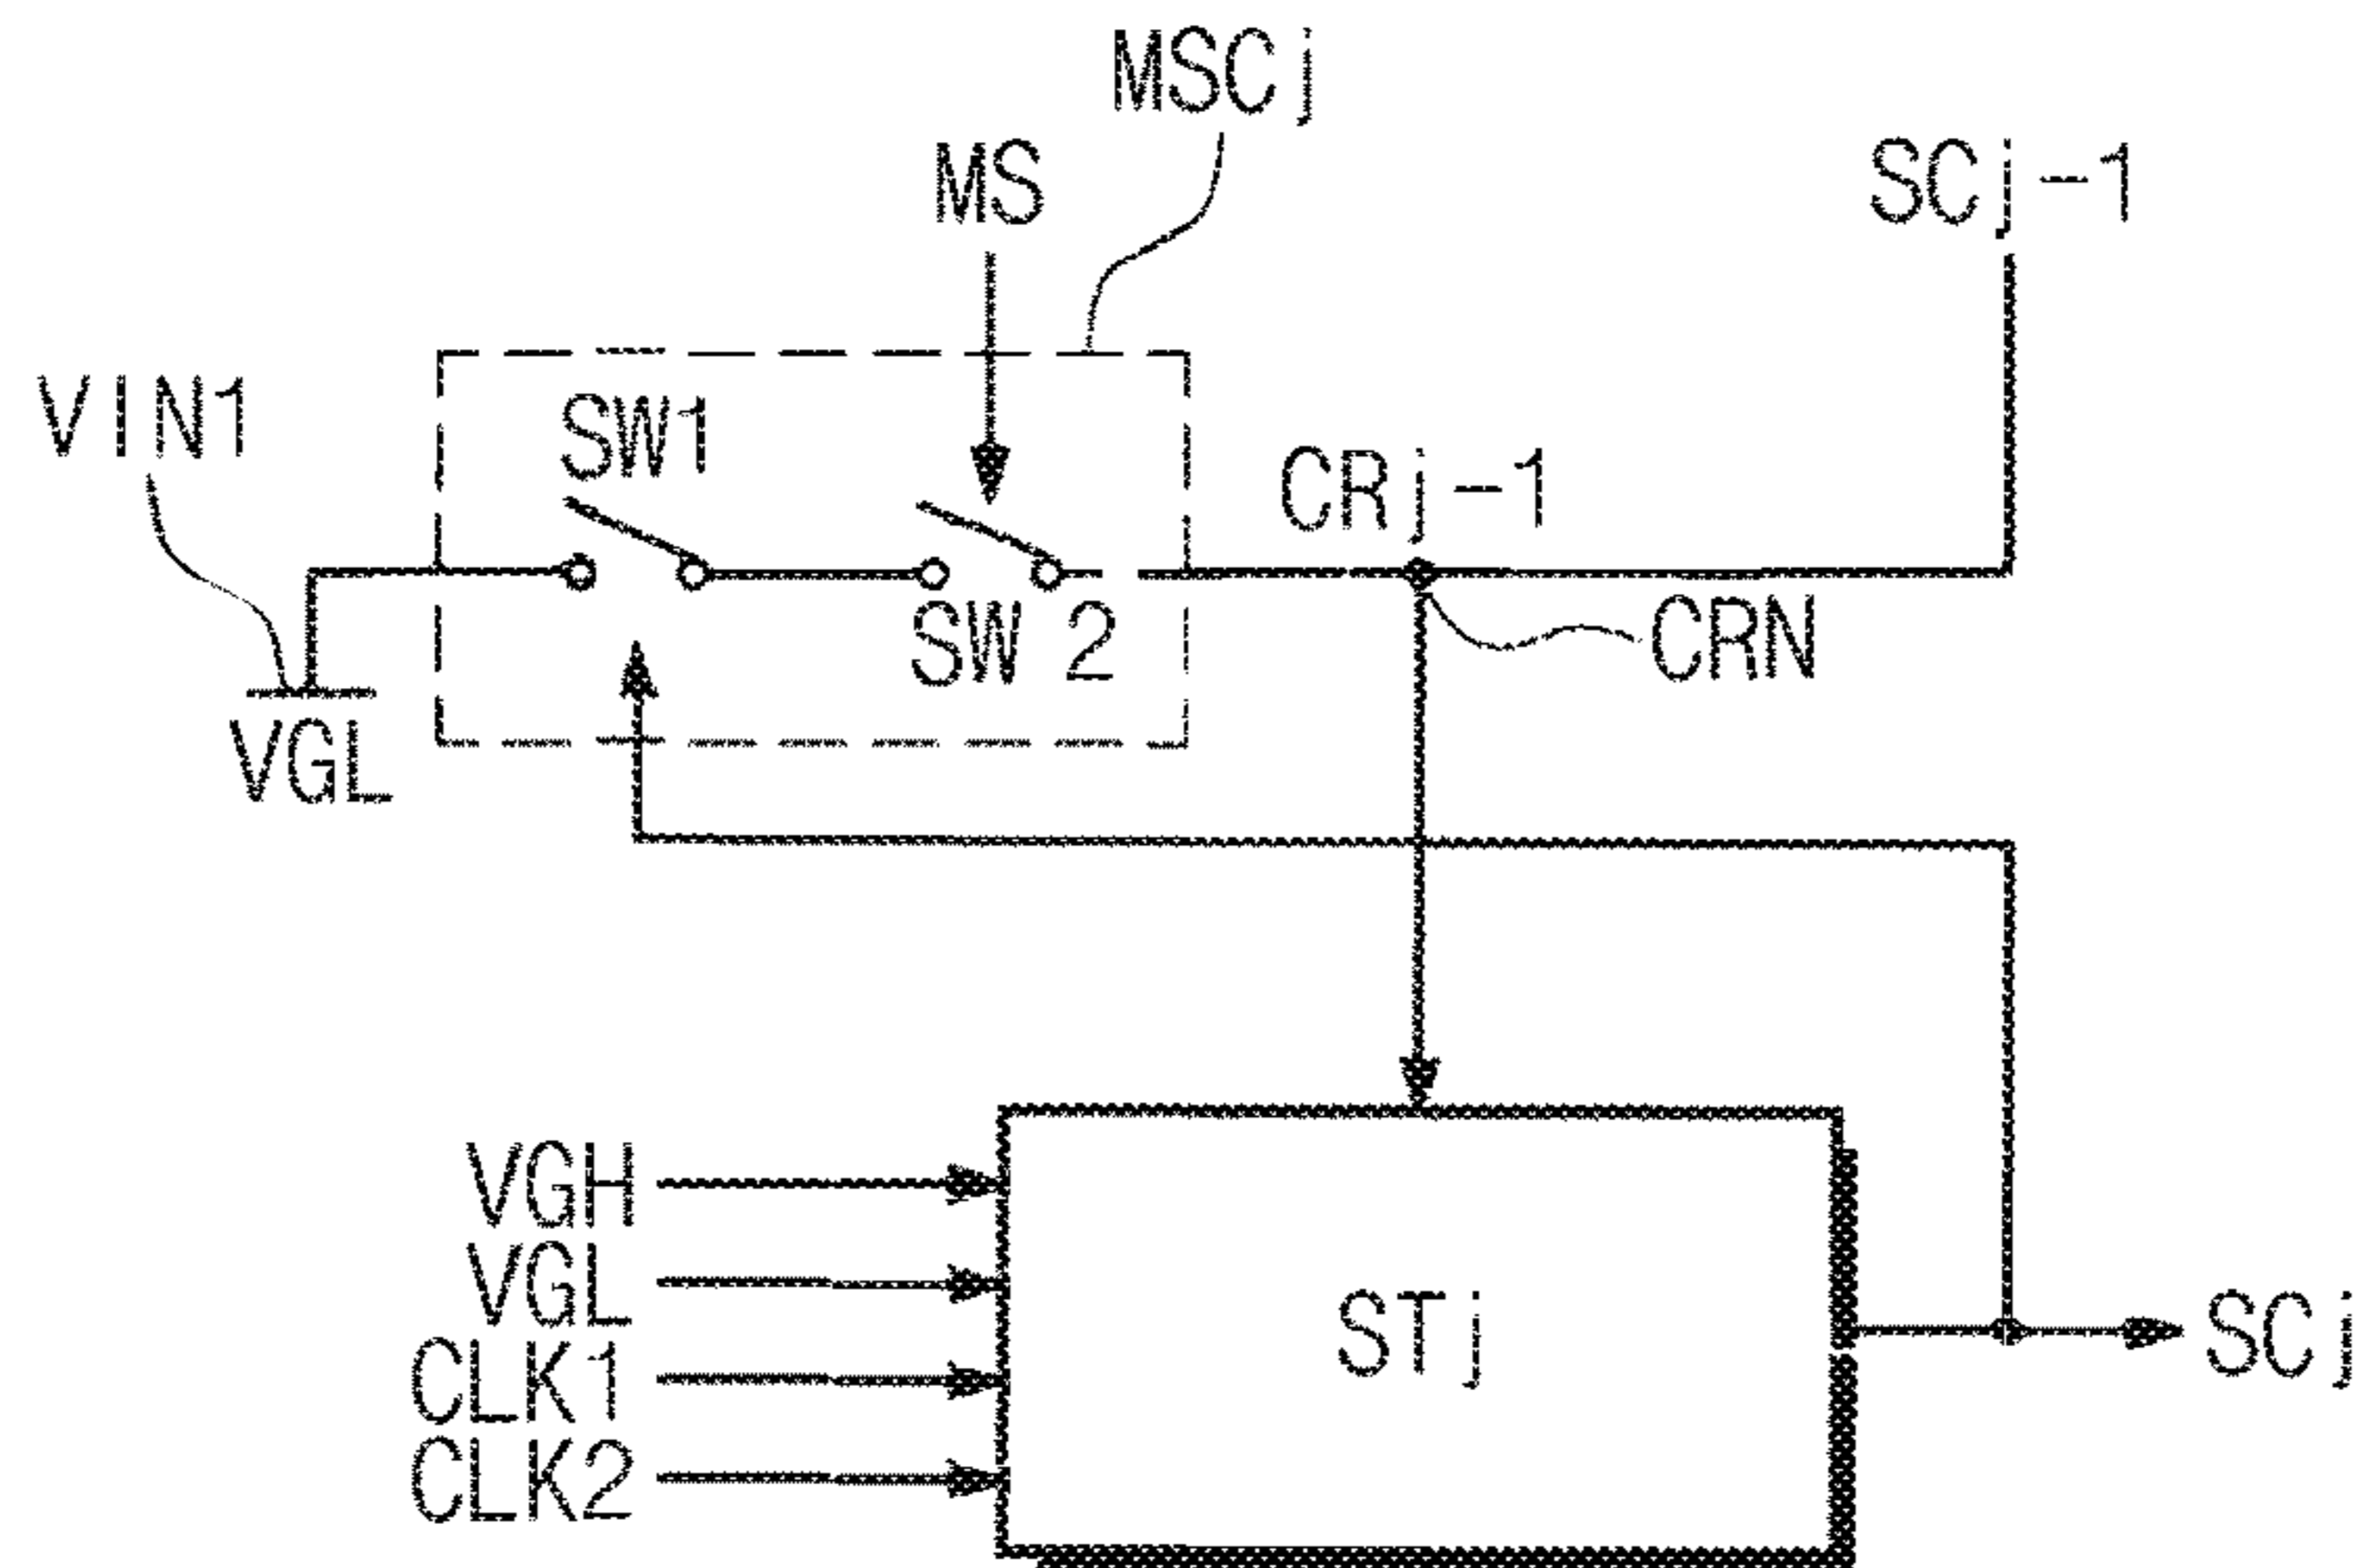 MSCj
MS
SCj-1
VIN1
SW1
CRj-1
SW 2
CRN
VGL
VGH
VGL
CLK1
CLK2
STj
SCj